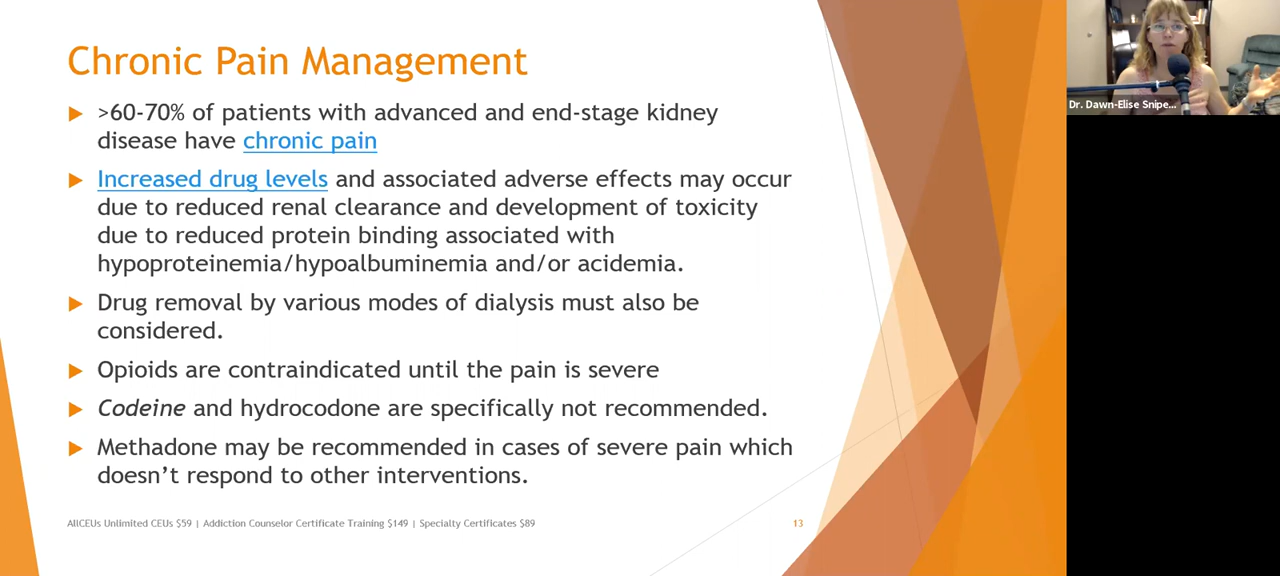 Chronic Pain Management
>60-70% of patients with advanced and end-stage kidney
disease have chronic pain
Increased drug levels and associated adverse effects may occur
due to reduced renal clearance and development of toxicity
due to reduced protein binding associated with
hypoproteinemia/hypoalbuminemia and/or acidemia.
Drug removal by various modes of dialysis must also be
considered.
Opioids are contraindicated until the pain is severe
Codeine and hydrocodone are specifically not recommended.
Methadone may be recommended in cases of severe pain which
doesn’t respond to other interventions.
AllCEUs Unlimited CEUs $59 | Addiction Counselor Certificate Training $149 | Specialty Certificates $89
13
Dr. Dawn-Elise Snipe...